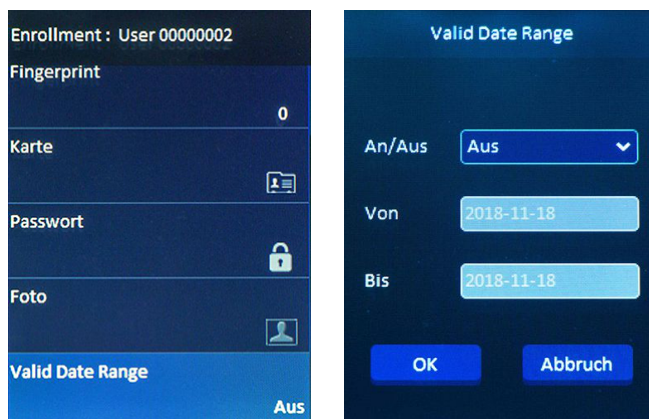 Enrollment : User 00000002
Fingerprint
0
Karte
Passwort
Foto
Valid Date Range
Aus
Valid Date Range
An/Aus Aus
Von 2018-11-18
Bis 2018-11-18
OK Abbruch